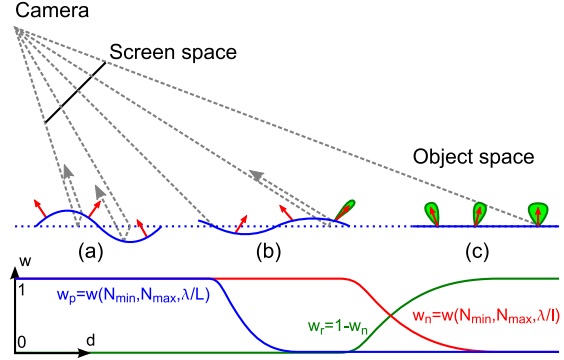 Camera
Screen space
Object space
(a)
(b)
(c)
w
1
w_p=w(N_min,N_max,λ/L)
w_r=1-w_n
w_n=w(N_min,N_max,λ/l)
0
d